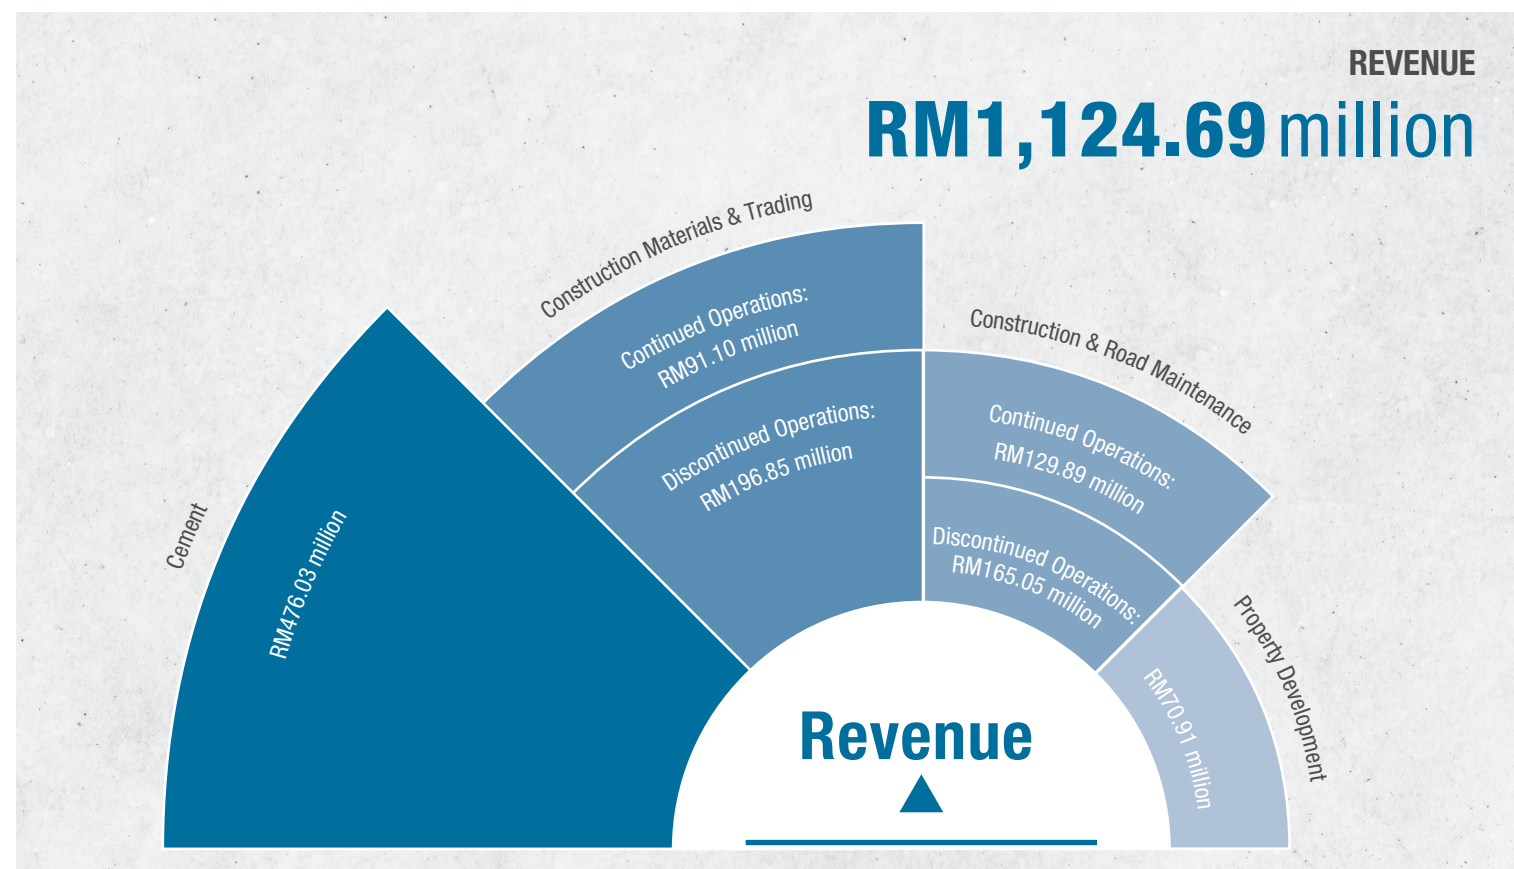 REVENUE
RM1,124.69 million
Construction Materials & Trading
Continued Operations:
RM91.10 million
Discontinued Operations:
RM196.85 million
Construction & Road Maintenance
Continued Operations:
RM129.89 million
Discontinued Operations:
RM165.05 million
Cement
RM476.03 million
Property Development
RM70.91 million
Revenue